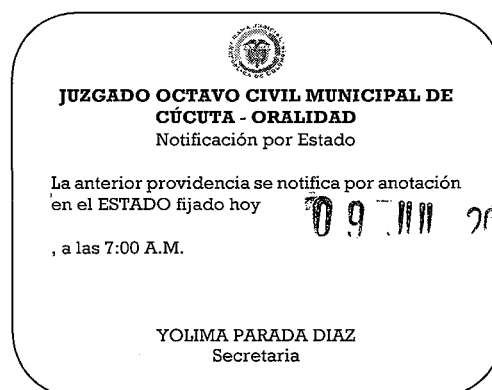 JUZGADO OCTAVO CIVIL MUNICIPAL DE
CÚCUTA - ORALIDAD
Notificación por Estado
La anterior providencia se notifica por anotación
en el ESTADO fijado hoy 09
, a las 7:00 A.M.
YOLIMA PARADA DIAZ
Secretaria